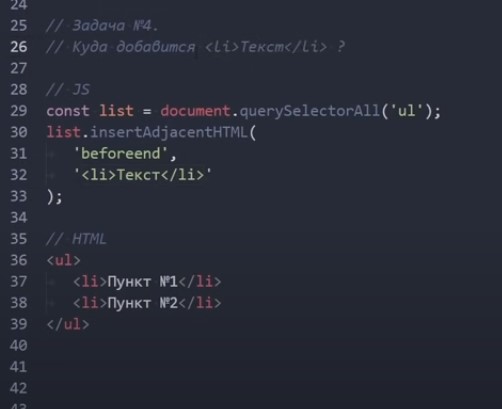 24
25 // Задача №4.
26 // Куда добавится <li>Текст</li> ?
27
28 // JS
29 const list = document.querySelectorAll('ul');
30 list.insertAdjacentHTML(
31 'beforeend',
32 '<li>Текст</li>'
33 );
34
35 // HTML
36 <ul>
37 <li>Пункт №1</li>
38 <li>Пункт №2</li>
39 </ul>
40
41
42
43